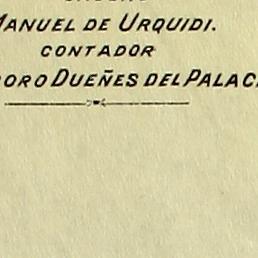 MANUEL DE URQUIDI.
CONTADOR
DORO DUEÑES DEL PALAC